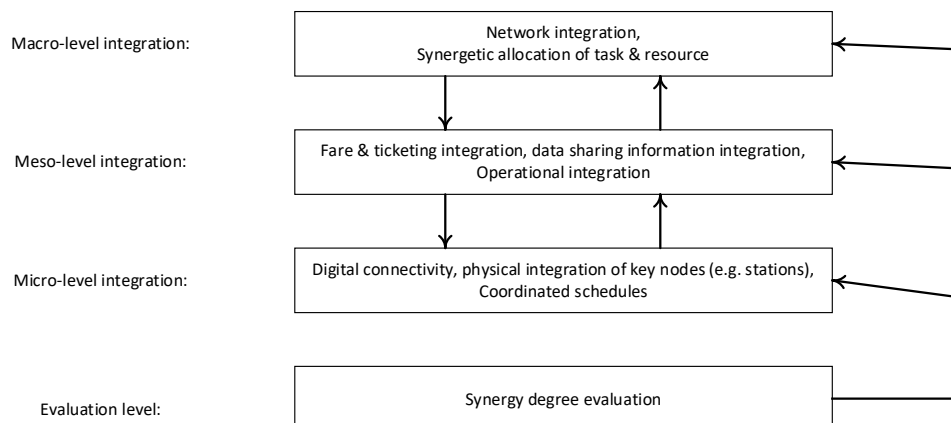 Macro-level integration:
Network integration,
Synergetic allocation of task & resource
Meso-level integration:
Fare & ticketing integration, data sharing information integration,
Operational integration
Micro-level integration:
Digital connectivity, physical integration of key nodes (e.g. stations),
Coordinated schedules
Evaluation level:
Synergy degree evaluation